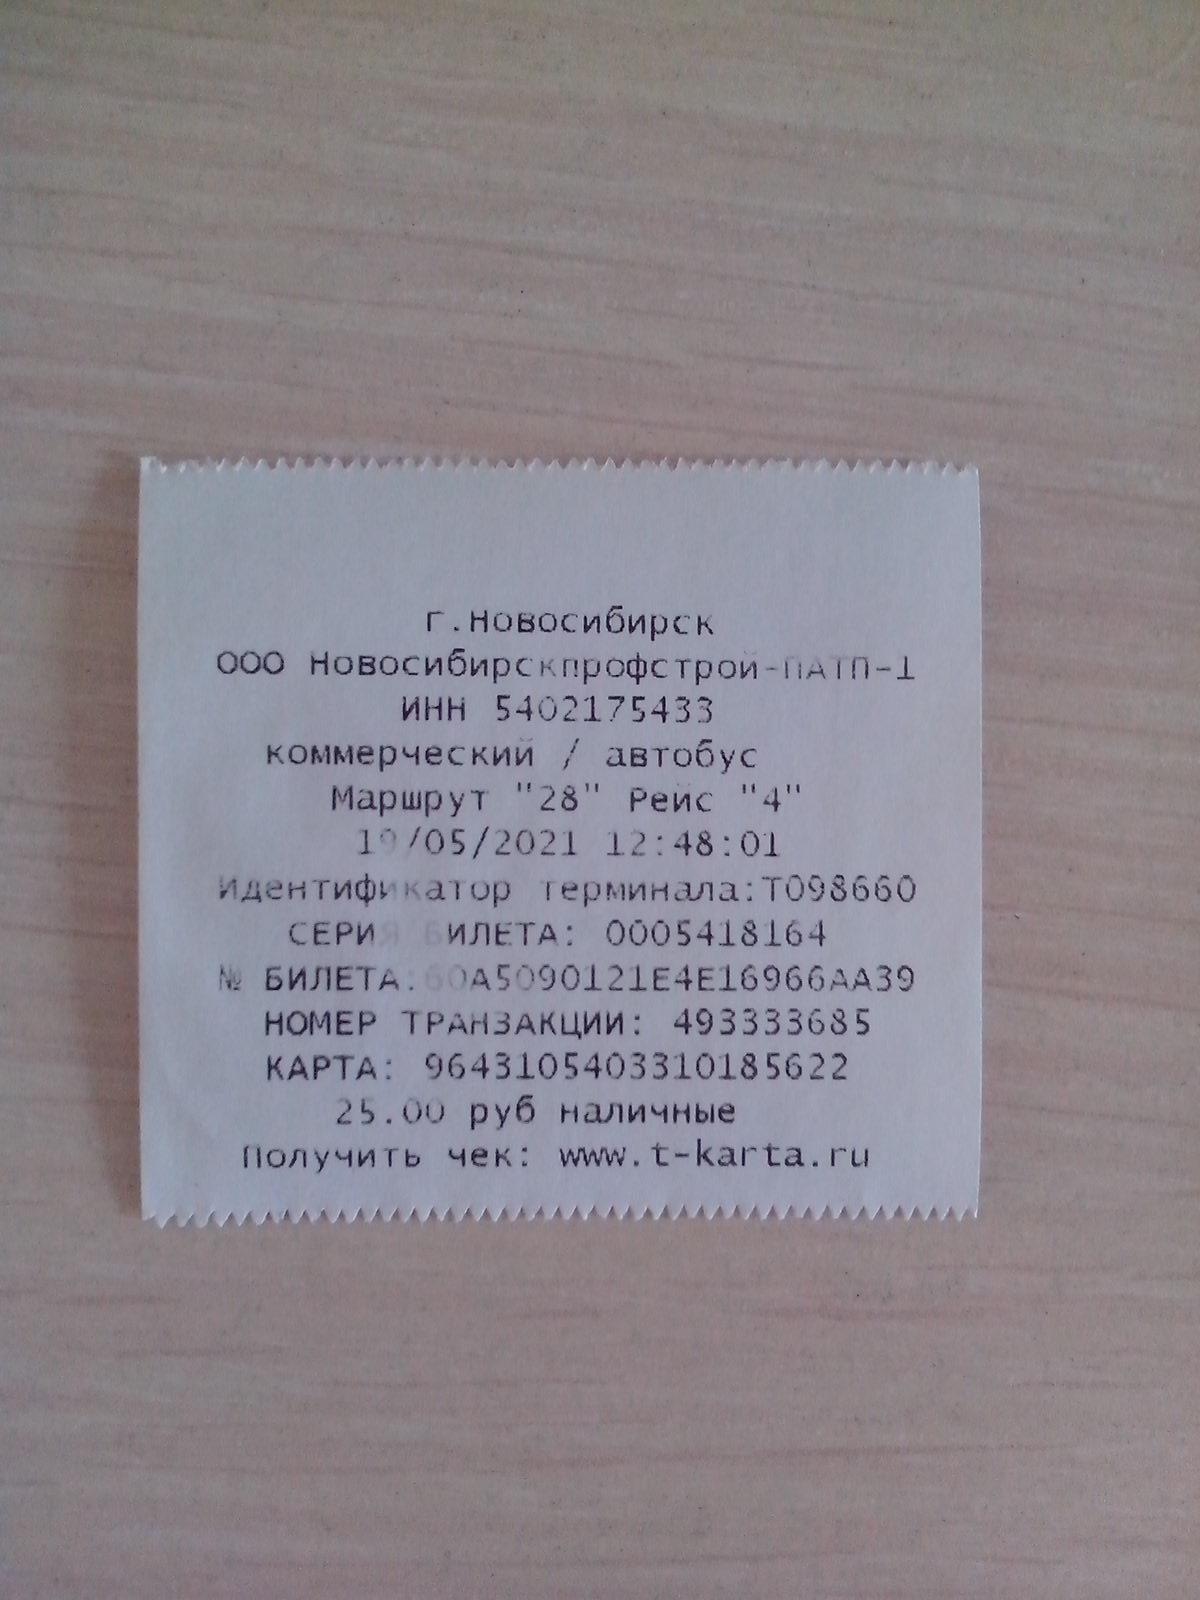 г.Новосибирск
ООО Новосибирскпрофстрой-ПАТП-1
ИНН 5402175433
коммерческий / автобус
Маршрут "28" Рейс "4"
19/05/2021 12:48:01
Идентификатор терминала:T098660
СЕРИЯ БИЛЕТА: 0005418164
№ БИЛЕТА:60A5090121E4E16966AA39
НОМЕР ТРАНЗАКЦИИ: 493333685
КАРТА: 9643105403310185622
25.00 руб наличные
Получить чек: www.t-karta.ru